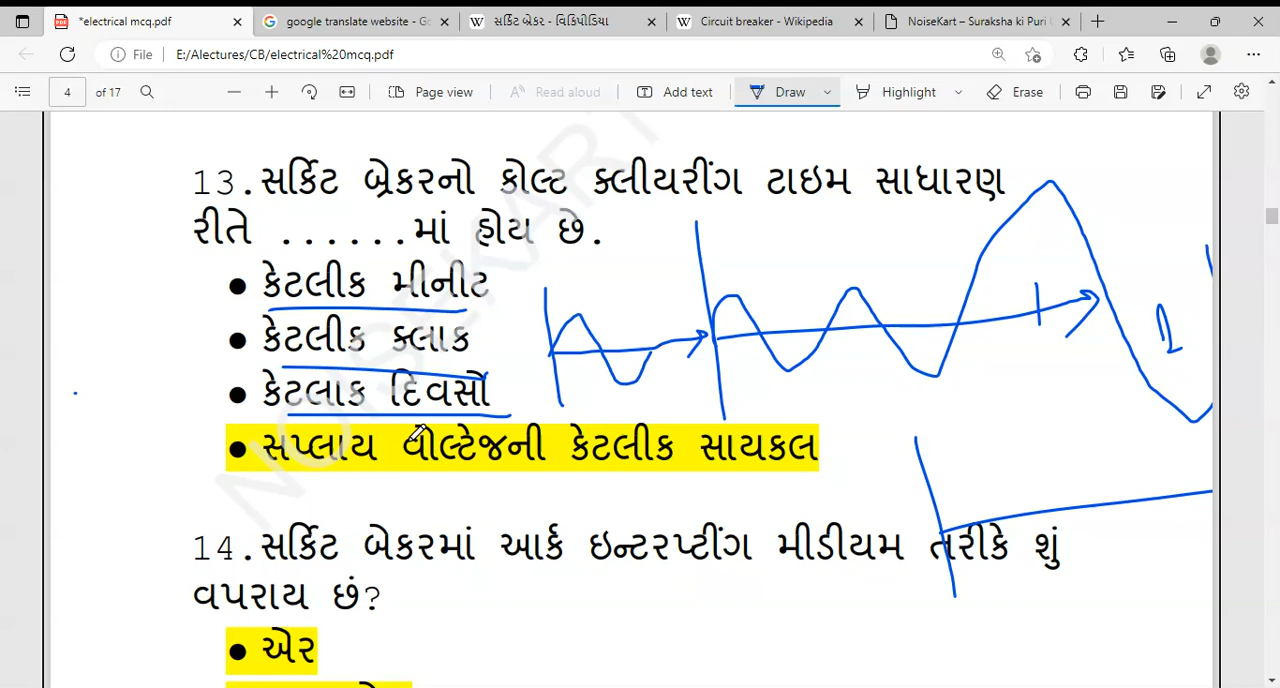 *electrical mcq.pdf
google translate website - Go
સર્કિટ બ્રેકર - વિકિપીડિયા
Circuit breaker - Wikipedia
NoiseKart – Suraksha ki Puri G
File
E:/Alectures/CB/electrical%20mcq.pdf
4 of 17
Page view
Read aloud
Add text
Draw
Highlight
Erase
13.સર્કિટ બ્રેકરનો કોલ્ટ ક્લીયરીંગ ટાઇમ સાધારણ
રીતે ......માં હોય છે.
● કેટલીક મીનીટ
● કેટલીક ક્લાક
● કેટલાક દિવસો
● સપ્લાય વોલ્ટેજની કેટલીક સાયકલ
14.સર્કિટ બેકરમાં આર્ક ઇન્ટરપ્ટીંગ મીડીયમ તરીકે શું
વપરાય છં?
● એર
NOISEKART